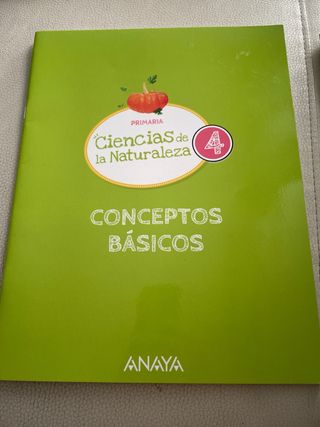 PRIMARIA
Ciencias de
la Naturaleza
4
CONCEPTOS
BÁSICOS
ANAYA